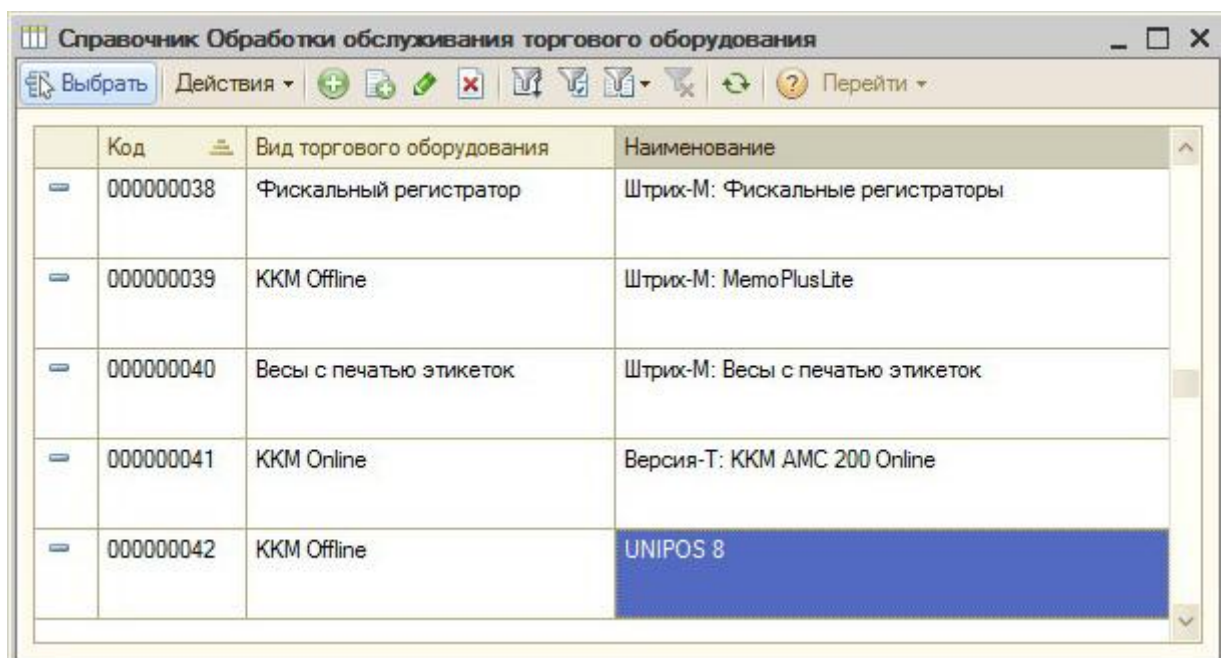 Справочник Обработки обслуживания торгового оборудования
Выбрать Действия Перейти
Код Вид торгового оборудования Наименование
000000038 Фискальный регистратор Штрих-М: Фискальные регистраторы
000000039 ККМ Offline Штрих-М: MemoPlusLite
000000040 Весы с печатью этикеток Штрих-М: Весы с печатью этикеток
000000041 ККМ Online Версия-Т: ККМ АМС 200 Online
000000042 ККМ Offline UNIPOS 8